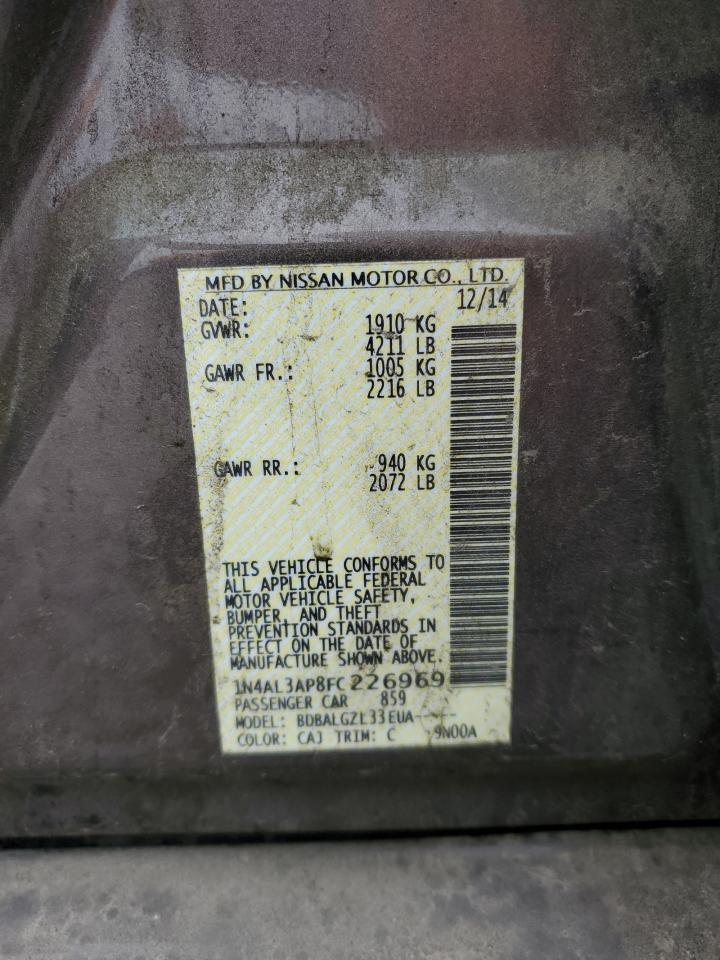 MFD BY NISSAN MOTOR CO., LTD.
DATE: 12/14
GVWR: 1910 KG
4211 LB
GAWR FR.: 1005 KG
2216 LB
GAWR RR.: 940 KG
2072 LB
THIS VEHICLE CONFORMS TO
ALL APPLICABLE FEDERAL
MOTOR VEHICLE SAFETY,
BUMPER, AND THEFT
PREVENTION STANDARDS IN
EFFECT ON THE DATE OF
MANUFACTURE SHOWN ABOVE.
1N4AL3AP8FC226969
PASSENGER CAR 859
MODEL: BDBALGZL33EUA-----
COLOR: CAJ TRIM: C 9N00A